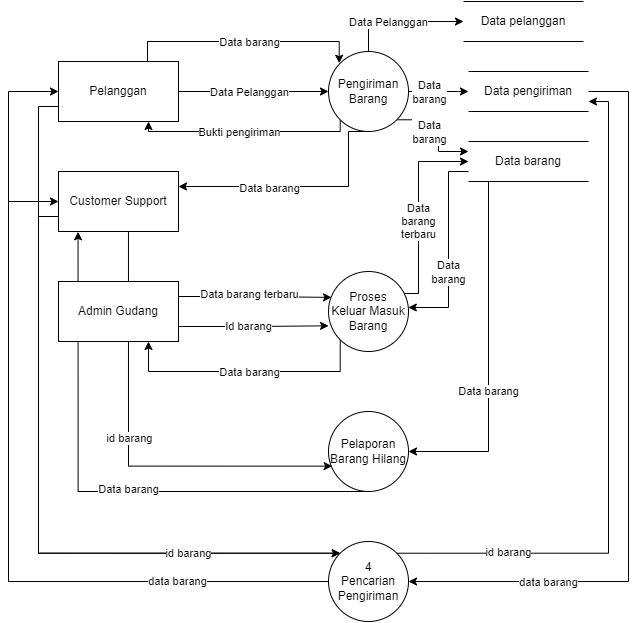 Data Pelanggan
Data pelanggan
Data barang
Pelanggan
Data Pelanggan
Pengiriman
Barang
Data
barang
Data pengiriman
Bukti pengiriman
Data
barang
Data barang
Customer Support
Data barang
Data
barang
terbaru
Data
barang
Admin Gudang
Data barang terbaru
Id barang
Proses
Keluar Masuk
Barang
Data barang
Data barang
id barang
Pelaporan
Barang Hilang
Data barang
id barang
id barang
4
Pencarian
Pengiriman
data barang
data barang